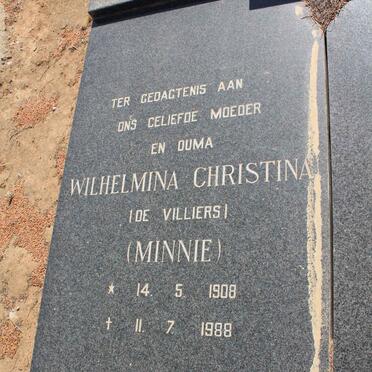 TER GEDAGTENIS AAN
ONS GELIEFDE MOEDER
EN OUMA
WILHELMINA CHRISTINA
(DE VILLIERS)
(MINNIE)
* 14. 5. 1908
† 11. 7. 1988